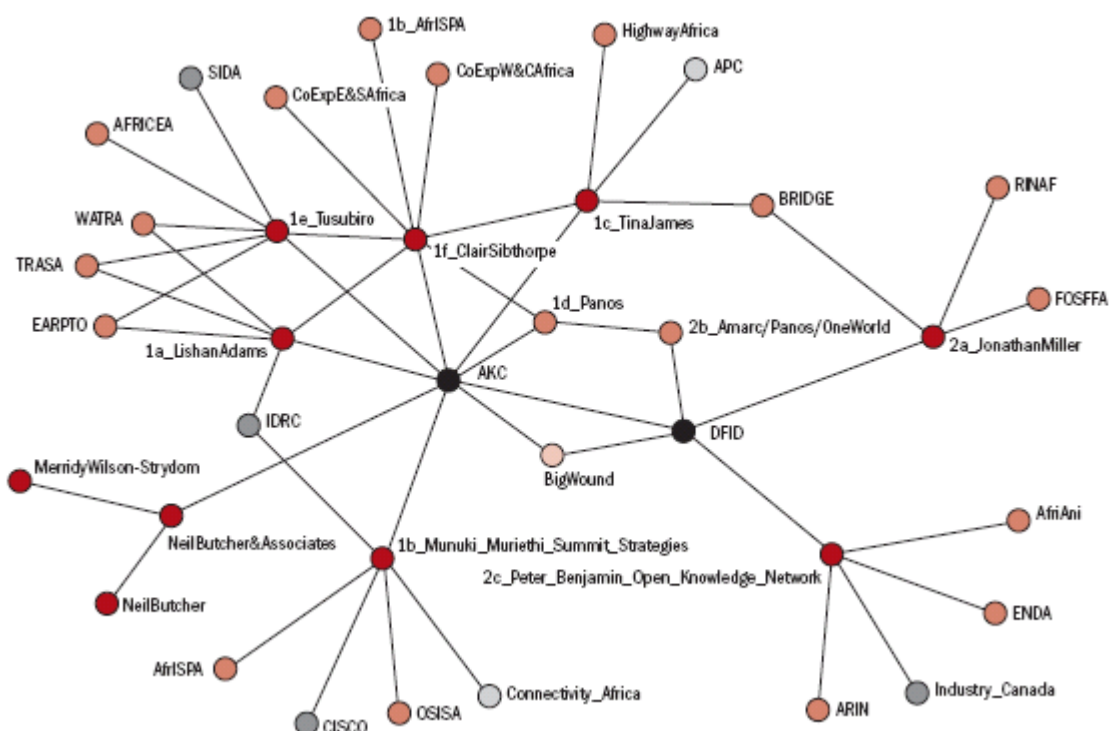 1b_AfrISPA
HighwayAfrica
SIDA
CoExpW&CAfrica
APC
CoExpE&SAfrica
AFRICEA
RINAF
WATRA
1e_Tusubiro
BRIDGE
1c_TinaJames
1f_ClairSibthorpe
TRASA
1d_Panos
FOSFFA
EARPTO
2b_Amarc/Panos/OneWorld
1a_LishanAdams
2a_JonathanMiller
AKC
IDRC
DFID
MerridyWilson-Strydom
BigWound
AfriAni
NeilButcher&Associates
1b_Munuki_Muriethi_Summit_Strategies
2c_Peter_Benjamin_Open_Knowledge_Network
NeilButcher
ENDA
AfrISPA
Connectivity_Africa
Industry_Canada
OSISA
ARIN
CISCO